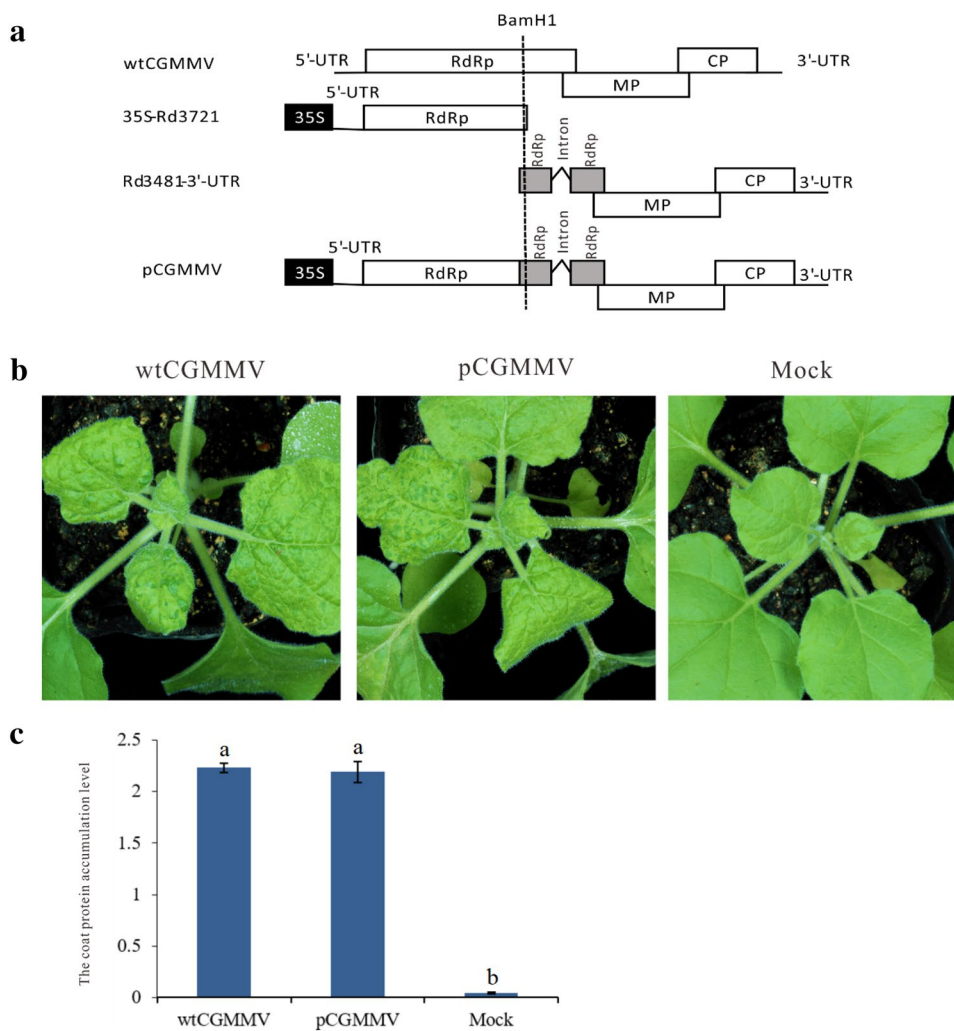 a
BamH1
wtCGMMV
5'-UTR
RdRp
MP
CP
3'-UTR
35S-Rd3721
5'-UTR
35S
RdRp
Rd3481-3'-UTR
RdRp
Intron
RdRp
MP
CP
3'-UTR
pCGMMV
5'-UTR
35S
RdRp
RdRp
Intron
RdRp
MP
CP
3'-UTR
b
wtCGMMV
pCGMMV
Mock
c
The coat protein accumulation level
2.5
2
1.5
1
0.5
0
a
a
b
wtCGMMV
pCGMMV
Mock